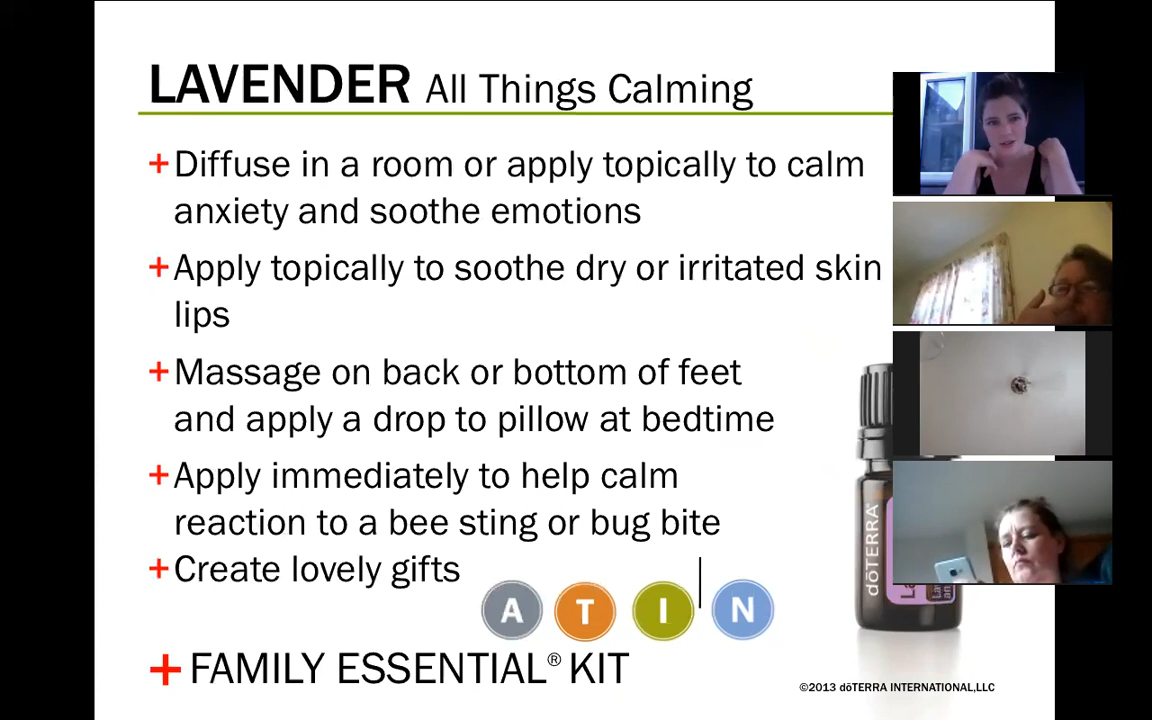 LAVENDER All Things Calming
+Diffuse in a room or apply topically to calm
anxiety and soothe emotions
+Apply topically to soothe dry or irritated skin
lips
+Massage on back or bottom of feet
and apply a drop to pillow at bedtime
+Apply immediately to help calm
reaction to a bee sting or bug bite
+Create lovely gifts
A T I N
dōTERRA
+FAMILY ESSENTIAL® KIT
©2013 dōTERRA INTERNATIONAL,LLC